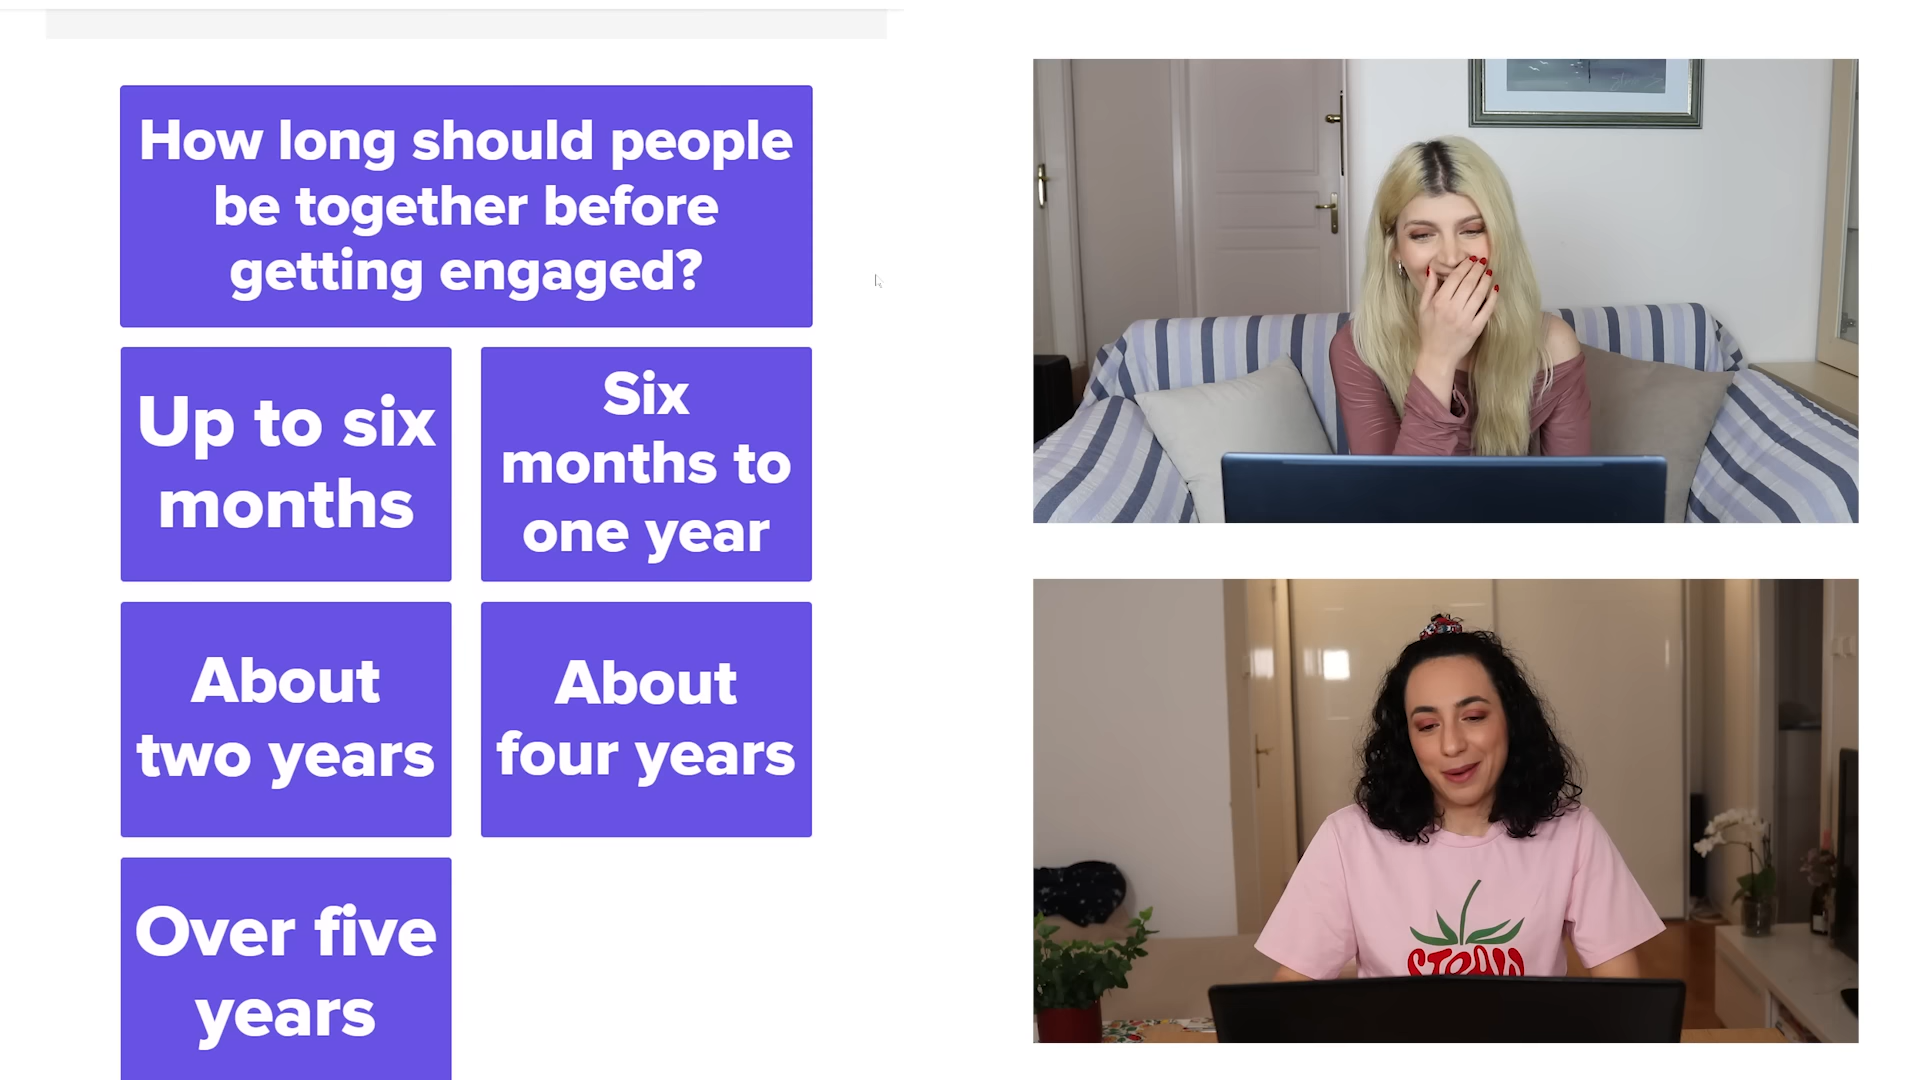 How long should people
be together before
getting engaged?
Up to six
months
Six
months to
one year
About
two years
About
four years
Over five
years